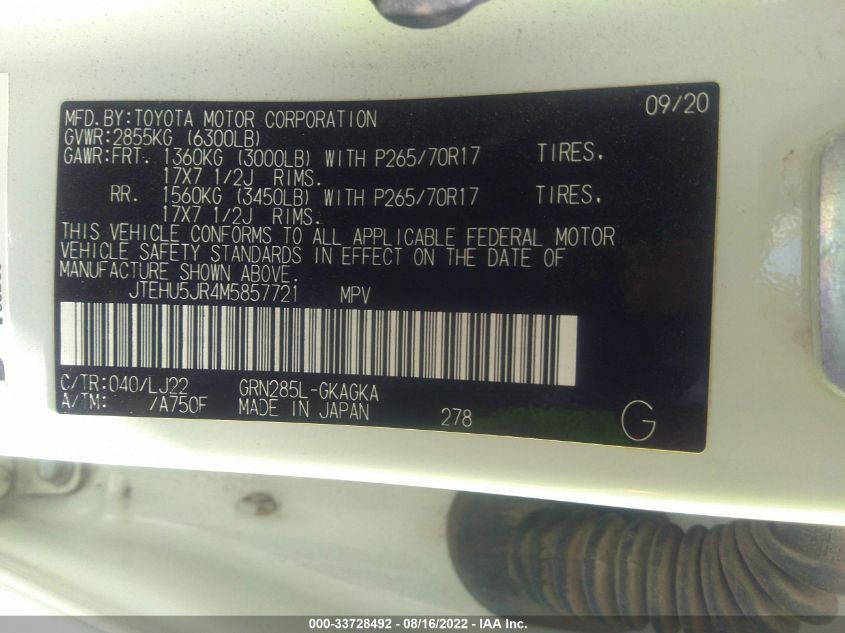 MFD.BY:TOYOTA MOTOR CORPORATION 09/20
GVWR:2855KG (6300LB)
GAWR:FRT. 1360KG (3000LB) WITH P265/70R17 TIRES.
17X7 1/2J RIMS.
RR. 1560KG (3450LB) WITH P265/70R17 TIRES.
17X7 1/2J RIMS.
THIS VEHICLE CONFORMS TO ALL APPLICABLE FEDERAL MOTOR
VEHICLE SAFETY STANDARDS IN EFFECT ON THE DATE OF
MANUFACTURE SHOWN ABOVE.
JTEHU5JR4M5857721 MPV
C/TR:040/LJ22 GRN285L-GKAGKA
A/TM: /A750F MADE IN JAPAN 278 G
000-33728492 - 08/16/2022 - IAA Inc.